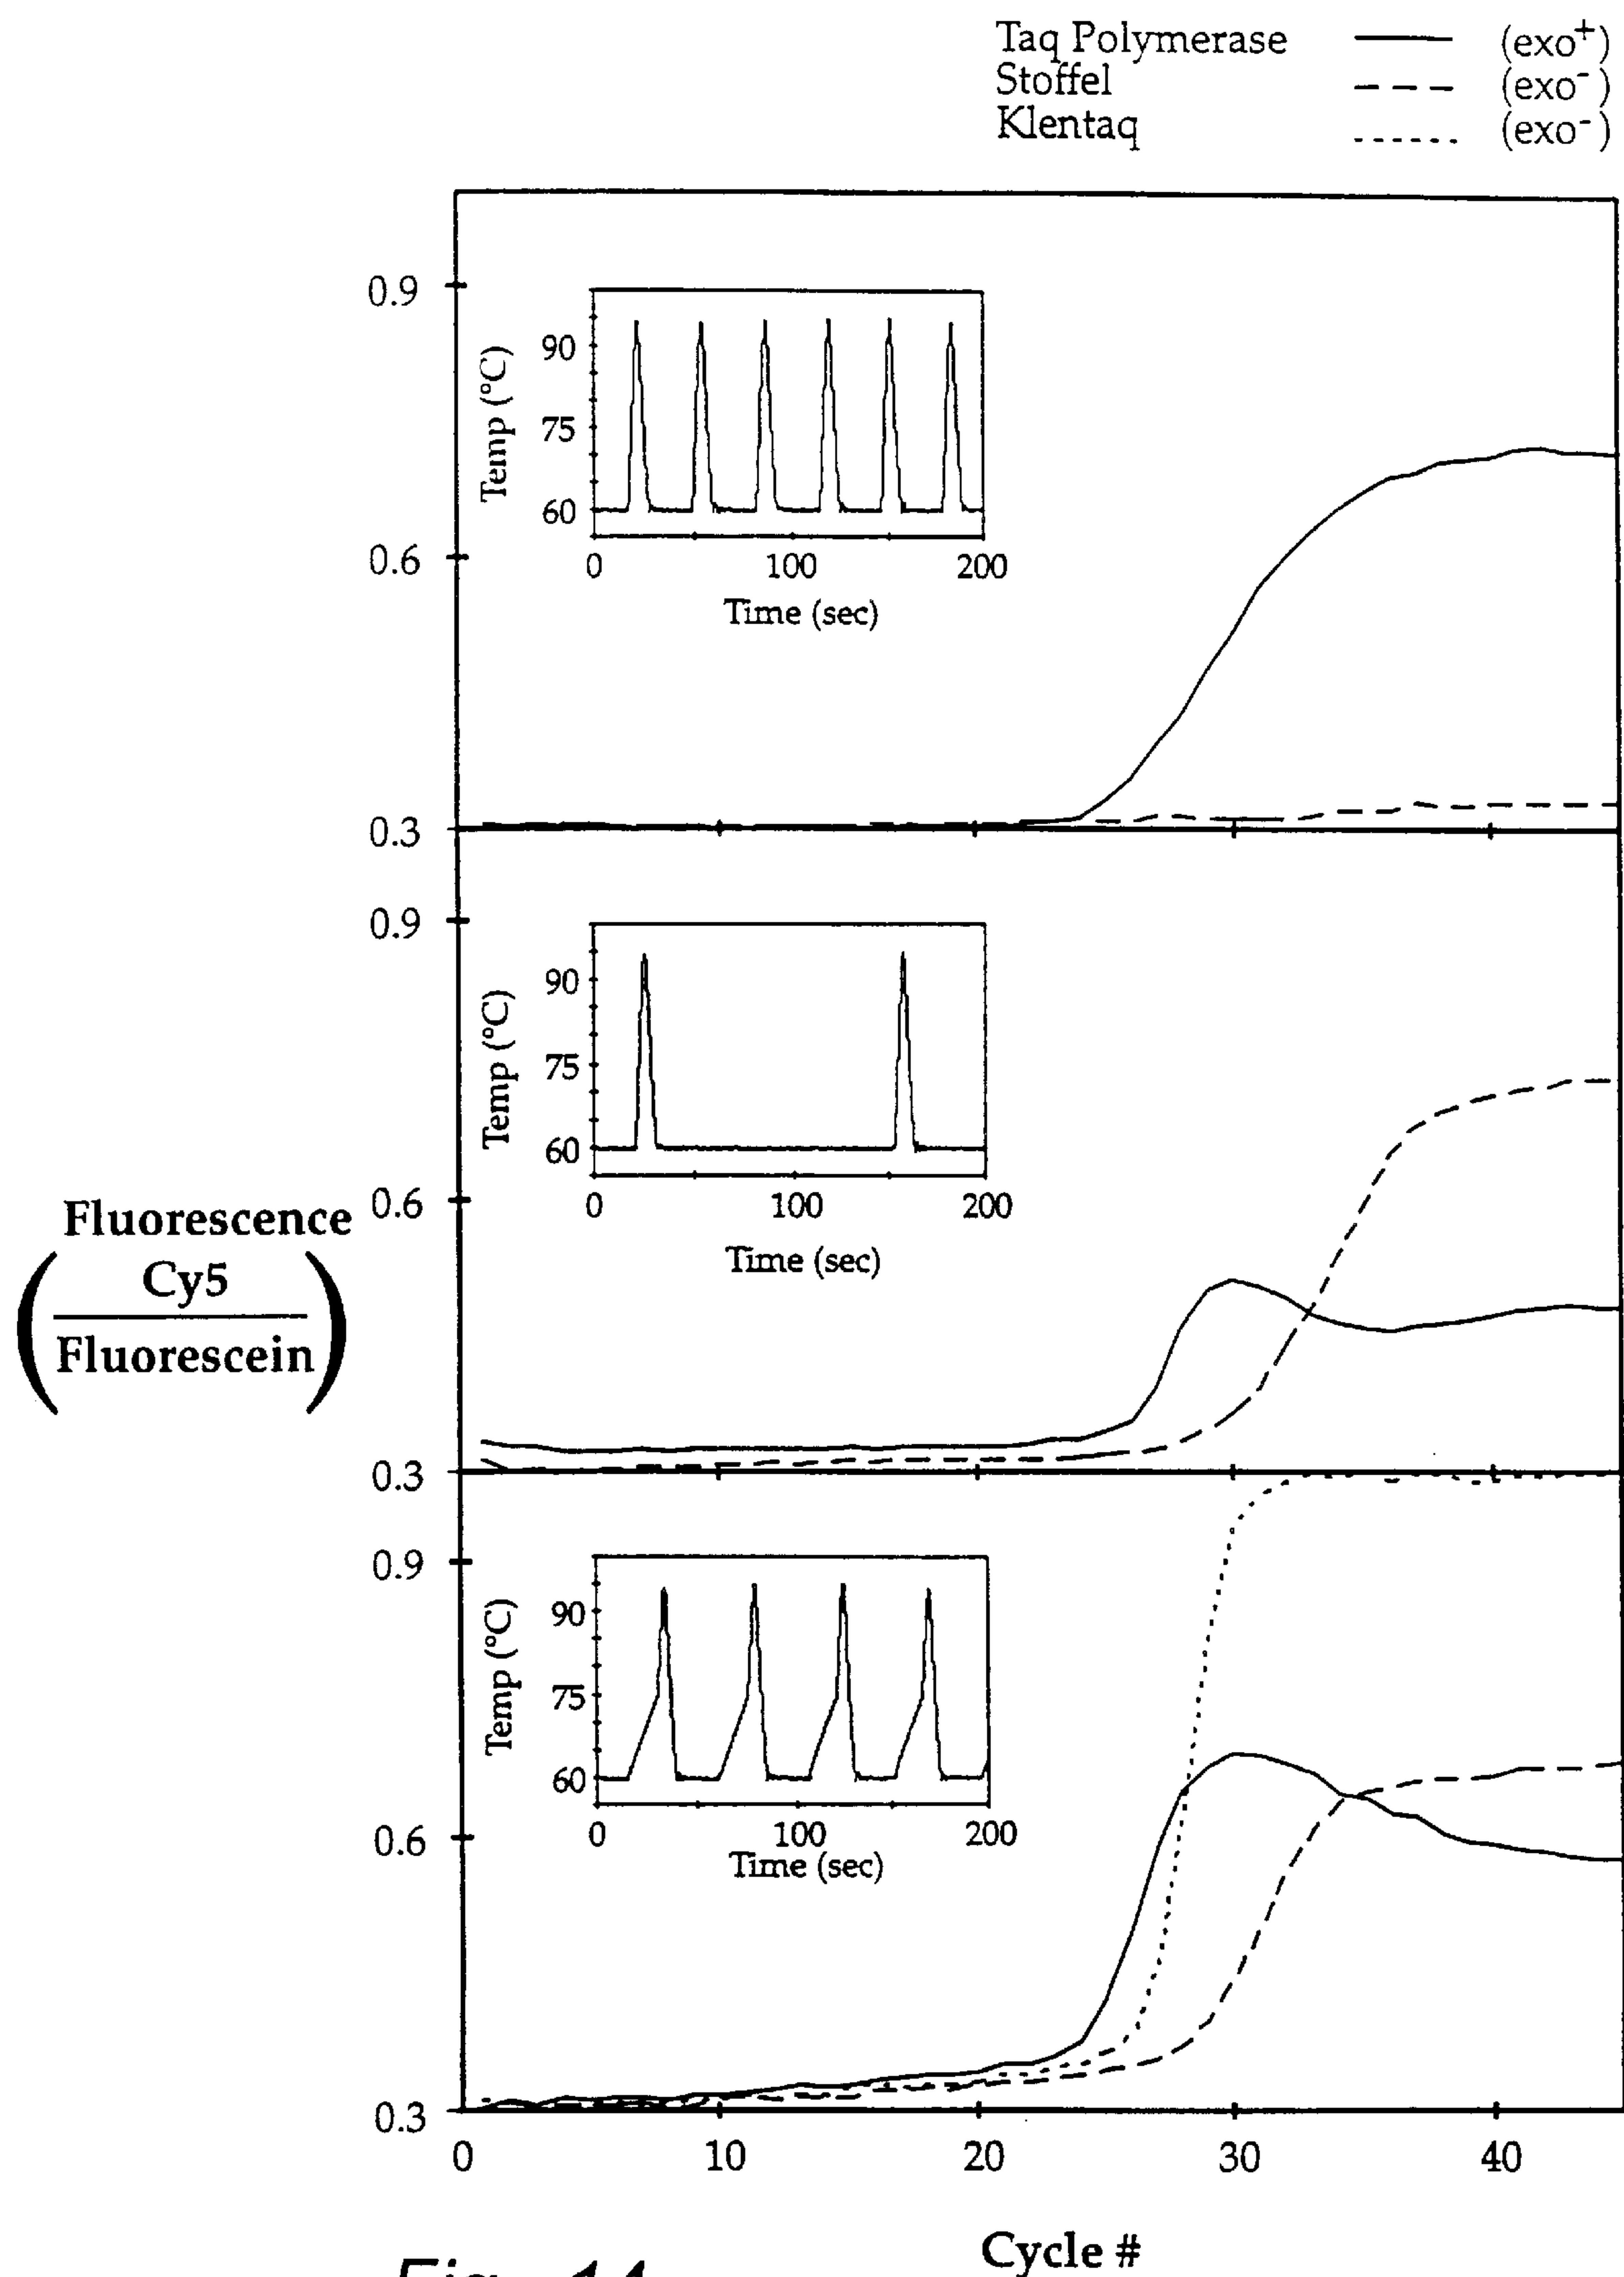 Taq Polymerase (exo+)
Stoffel (exo-)
Klentaq (exo-)
0.9
0.6
0.3
Temp (°C)
90
75
60
0 100 200
Time (sec)
0.9
0.6
0.3
Temp (°C)
90
75
60
0 100 200
Time (sec)
Fluorescence
Cy5
Fluorescein
0.9
0.6
0.3
Temp (°C)
90
75
60
0 100 200
Time (sec)
0 10 20 30 40
Cycle #